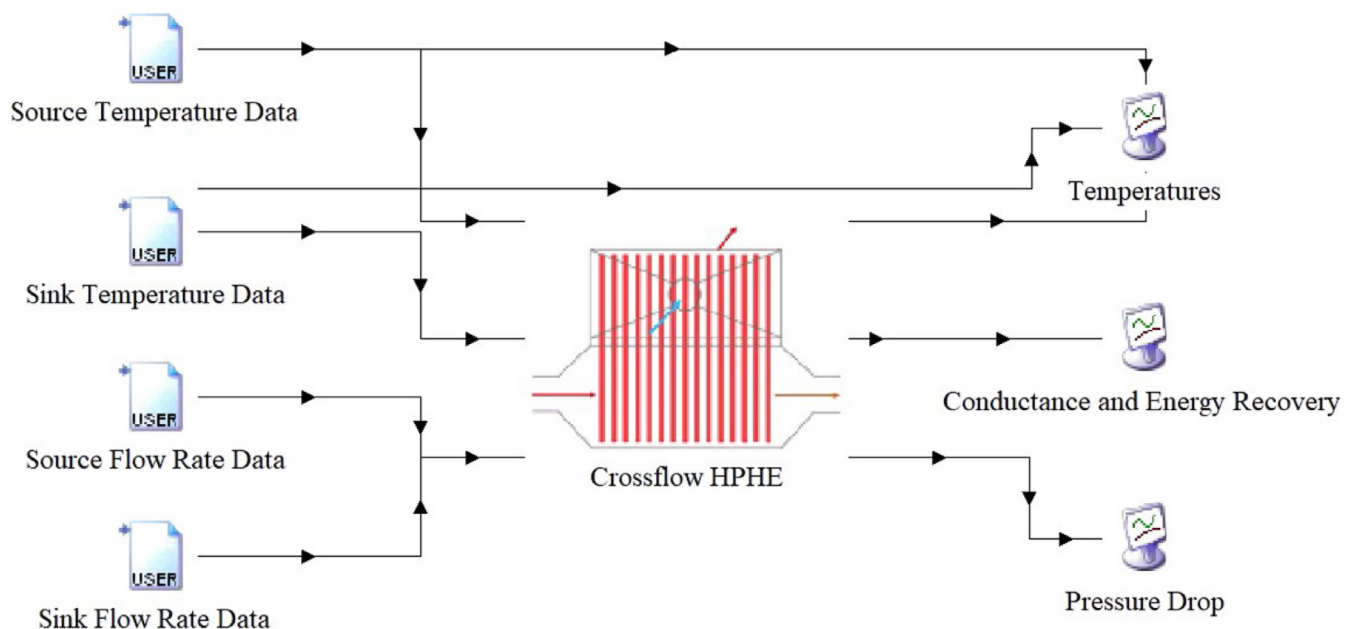 USER
Source Temperature Data
Temperatures
USER
Sink Temperature Data
USER
Source Flow Rate Data
Crossflow HPHE
Conductance and Energy Recovery
USER
Sink Flow Rate Data
Pressure Drop